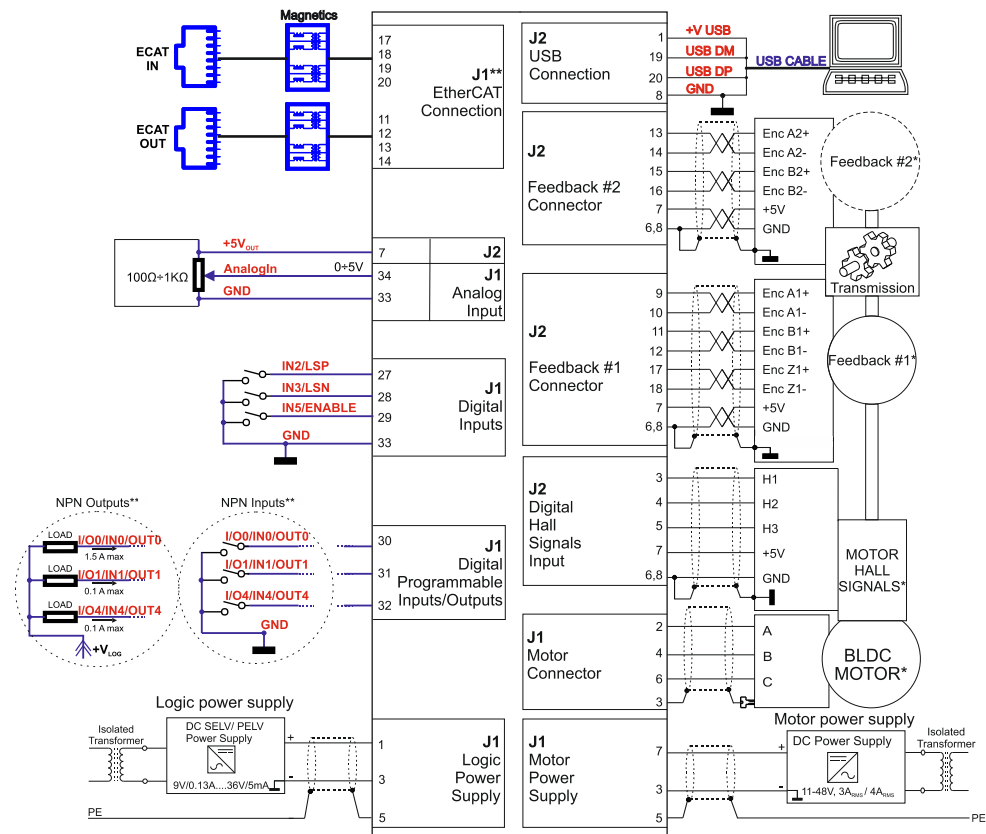 Magnetics
ECAT
IN
17
18
19
20
J1**
EtherCAT
Connection
ECAT
OUT
11
12
13
14
J2
USB
Connection
1
+V USB
19
USB DM
20
USB DP
8
GND
USB CABLE
J2
Feedback #2
Connector
13
Enc A2+
14
Enc A2-
15
Enc B2+
16
Enc B2-
7
+5V
6,8
GND
Feedback #2*
Transmission
100Ω÷1KΩ
+5VOUT
7
J2
AnalogIn
0÷5V
34
J1
Analog
Input
GND
33
J2
Feedback #1
Connector
9
Enc A1+
10
Enc A1-
11
Enc B1+
12
Enc B1-
17
Enc Z1+
18
Enc Z1-
7
+5V
6,8
GND
Feedback #1*
IN2/LSP
27
IN3/LSN
28
IN5/ENABLE
29
GND
33
J1
Digital
Inputs
J2
Digital
Hall
Signals
Input
3
H1
4
H2
5
H3
7
+5V
6,8
GND
MOTOR
HALL
SIGNALS*
NPN Outputs**
LOAD
I/O0/IN0/OUT0
1.5 A max
LOAD
I/O1/IN1/OUT1
0.1 A max
LOAD
I/O4/IN4/OUT4
0.1 A max
+VLOG
NPN Inputs**
I/O0/IN0/OUT0
I/O1/IN1/OUT1
I/O4/IN4/OUT4
GND
30
31
32
J1
Digital
Programmable
Inputs/Outputs
J1
Motor
Connector
2
A
4
B
6
C
3
BLDC
MOTOR*
Logic power supply
Isolated
Transformer
DC SELV/ PELV
Power Supply
9V/0.13A....36V/5mA
+
-
PE
1
3
5
J1
Logic
Power
Supply
J1
Motor
Power
Supply
7
3
5
Motor power supply
+
-
DC Power Supply
11-48V, 3ARMS / 4ARMS
Isolated
Transformer
PE